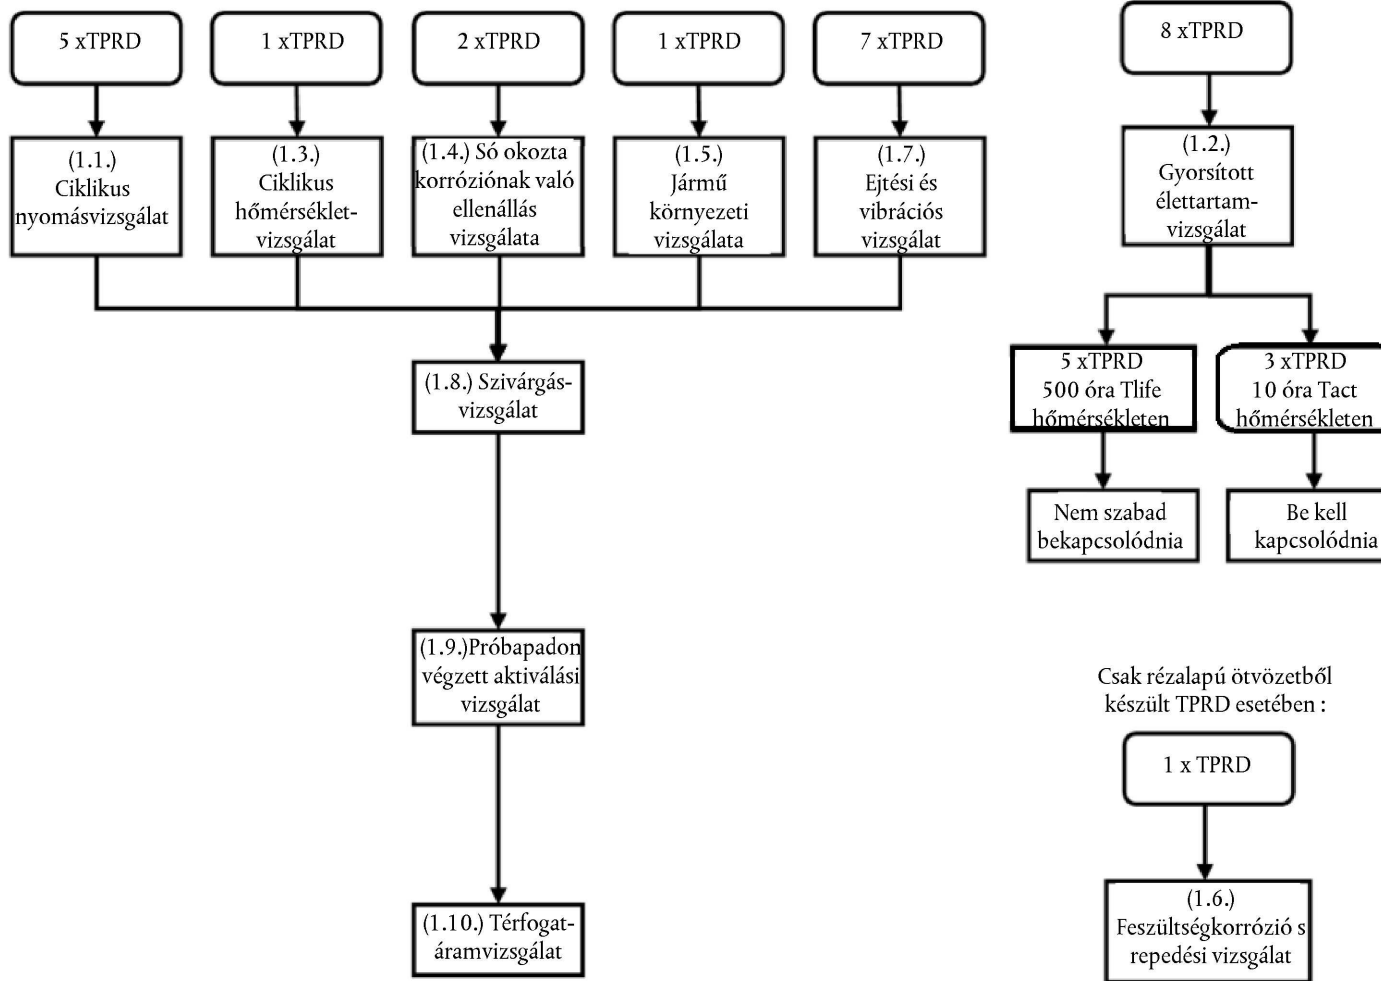 5 xTPRD
1 xTPRD
2 xTPRD
1 xTPRD
7 xTPRD
8 xTPRD
(1.1.)
Ciklikus
nyomásvizsgálat
(1.3.)
Ciklikus
hőmérséklet-
vizsgálat
(1.4.) Só okozta
korróziónak való
ellenállás
vizsgálata
(1.5.)
Jármű
környezeti
vizsgálata
(1.7.)
Ejtési és
vibrációs
vizsgálat
(1.2.)
Gyorsított
élettartam-
vizsgálat
(1.8.) Szivárgás-
vizsgálat
5 xTPRD
500 óra Tlife
hőmérsékleten
3 xTPRD
10 óra Tact
hőmérsékleten
Nem szabad
bekapcsolódnia
Be kell
kapcsolódnia
(1.9.)Próbapadon
végzett aktiválási
vizsgálat
Csak rézalapú ötvözetből
készült TPRD esetében :
1 x TPRD
(1.10.) Térfogat-
áramvizsgálat
(1.6.)
Feszültségkorrózió s
repedési vizsgálat